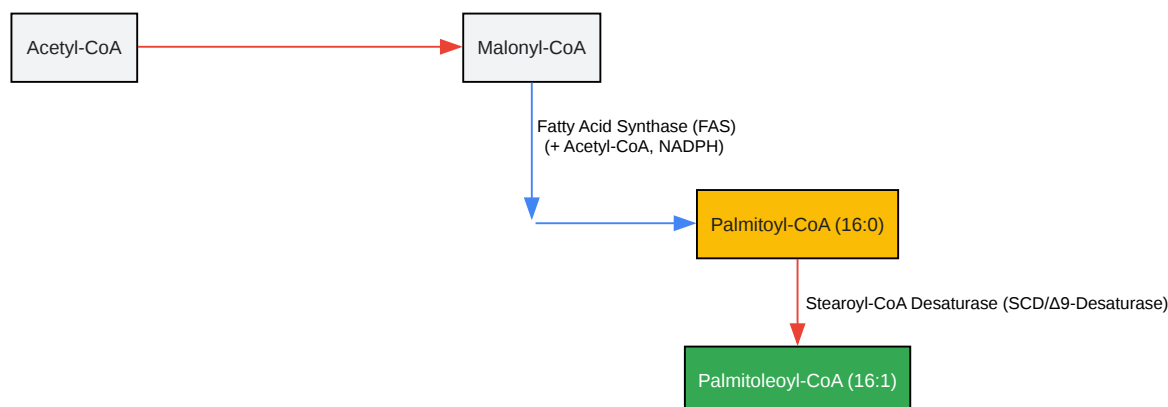 Acetyl-CoA
Malonyl-CoA
Fatty Acid Synthase (FAS)
(+ Acetyl-CoA, NADPH)
Palmitoyl-CoA (16:0)
Stearoyl-CoA Desaturase (SCD/Δ9-Desaturase)
Palmitoleoyl-CoA (16:1)